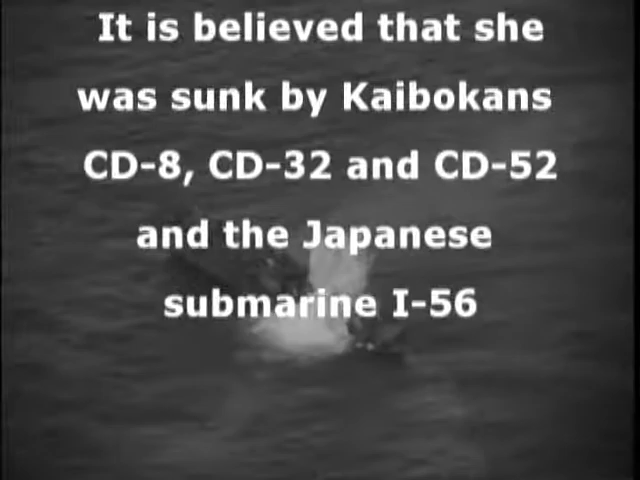 It is believed that she
was sunk by Kaibokans
CD-8, CD-32 and CD-52
and the Japanese
submarine I-56